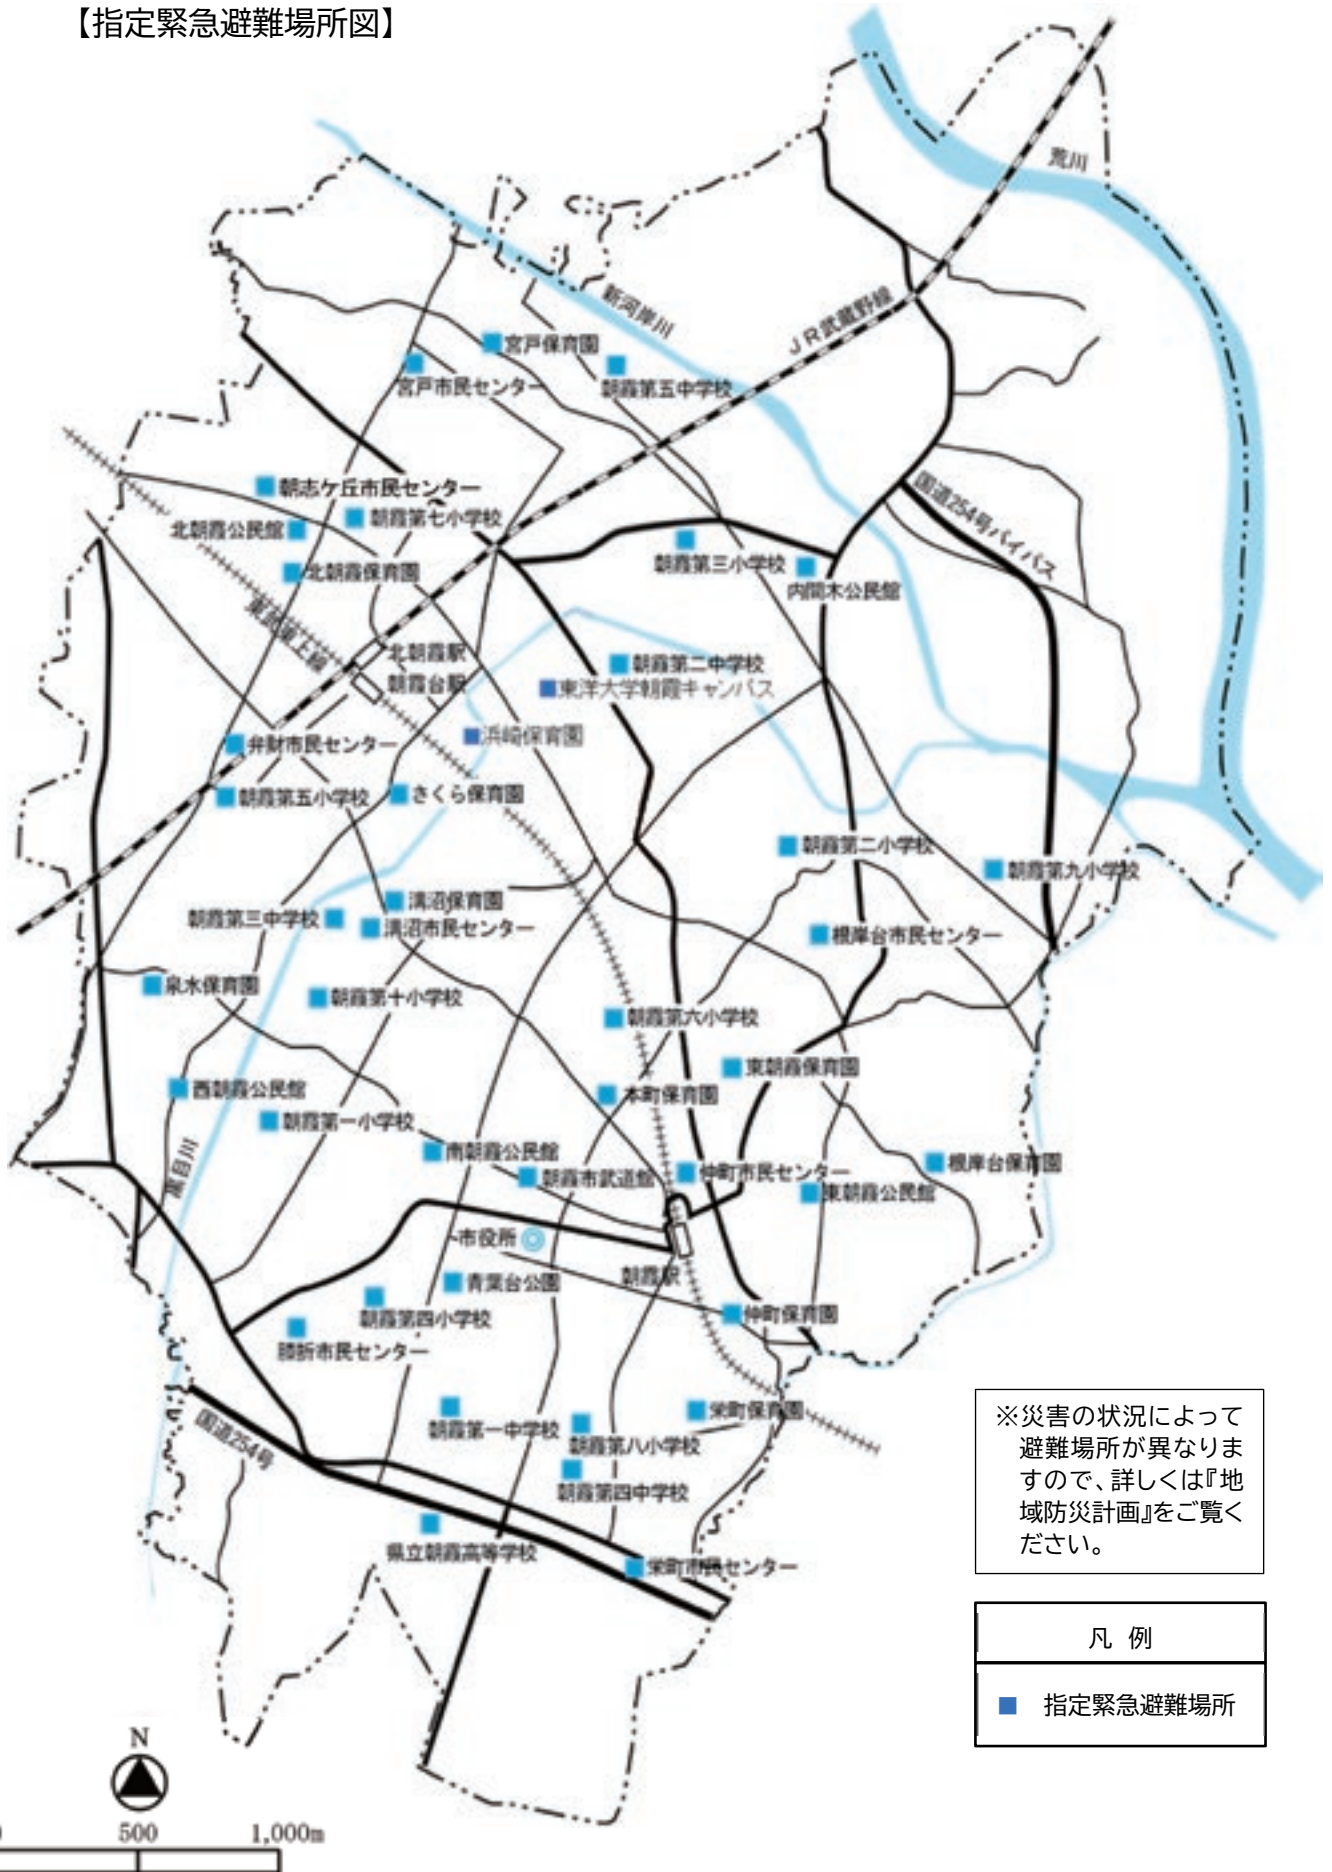 【指定緊急避難場所図】
荒川
新河岸川
JR武蔵野線
宮戸保育園
宮戸市民センター
朝霞第五中学校
国道254号バイパス
朝志ケ丘市民センター
朝霞第七小学校
北朝霞公民館
朝霞第三小学校
内間木公民館
北朝霞保育園
東武東上線
北朝霞駅
朝霞台駅
朝霞第二中学校
東洋大学朝霞キャンパス
浜崎保育園
弁財市民センター
朝霞第五小学校
さくら保育園
朝霞第二小学校
朝霞第九小学校
溝沼保育園
朝霞第三中学校
溝沼市民センター
根岸台市民センター
泉水保育園
朝霞第十小学校
朝霞第六小学校
東朝霞保育園
西朝霞公民館
本町保育園
朝霞第一小学校
黒目川
南朝霞公民館
朝霞市武道館
仲町市民センター
根岸台保育園
東朝霞公民館
市役所
朝霞駅
青葉台公園
朝霞第四小学校
仲町保育園
膝折市民センター
国道254号
朝霞第一中学校
朝霞第八小学校
栄町保育園
朝霞第四中学校
県立朝霞高等学校
栄町市民センター
※災害の状況によって
避難場所が異なりま
すので、詳しくは『地
域防災計画』をご覧く
ださい。
凡 例
指定緊急避難場所
N
500 1,000m